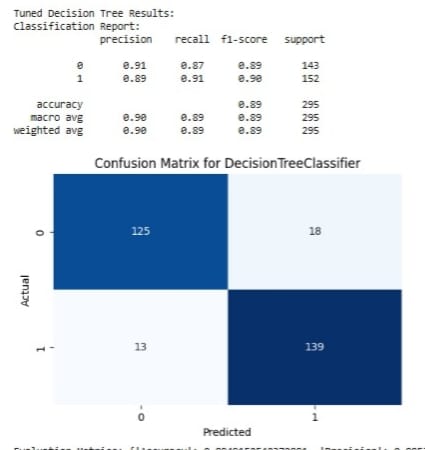 Tuned Decision Tree Results:
Classification Report:
precision recall f1-score support
0 0.91 0.87 0.89 143
1 0.89 0.91 0.90 152
accuracy 0.89 295
macro avg 0.90 0.89 0.89 295
weighted avg 0.90 0.89 0.89 295
Confusion Matrix for DecisionTreeClassifier
0 125 18
Actual
1 13 139
0 1
Predicted